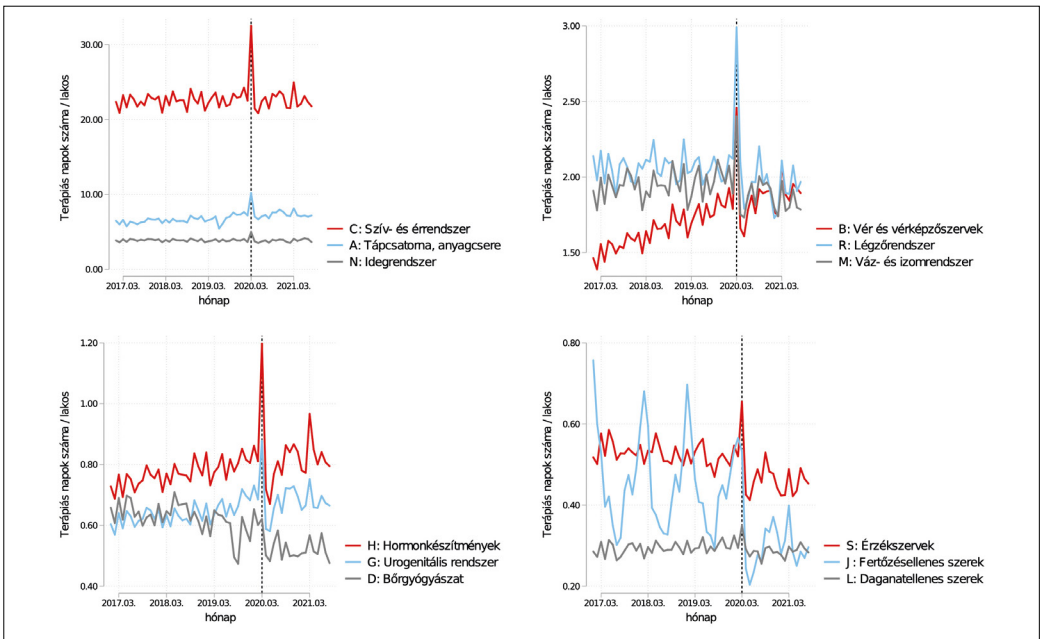 Terápiás napok száma / lakos
30.00
20.00
10.00
0.00
C: Szív- és érrendszer
A: Tápcsatorna, anyagcsere
N: Idegrendszer
2017.03. 2018.03. 2019.03. 2020.03. 2021.03.
hónap
Terápiás napok száma / lakos
3.00
2.50
2.00
1.50
B: Vér és vérképzőszervek
R: Légzőrendszer
M: Váz- és izomrendszer
2017.03. 2018.03. 2019.03. 2020.03. 2021.03.
hónap
Terápiás napok száma / lakos
1.20
1.00
0.80
0.60
0.40
H: Hormonkészítmények
G: Urogenitális rendszer
D: Bőrgyógyászat
2017.03. 2018.03. 2019.03. 2020.03. 2021.03.
hónap
Terápiás napok száma / lakos
0.80
0.60
0.40
0.20
S: Érzékszervek
J: Fertőzésellenes szerek
L: Daganatellenes szerek
2017.03. 2018.03. 2019.03. 2020.03. 2021.03.
hónap